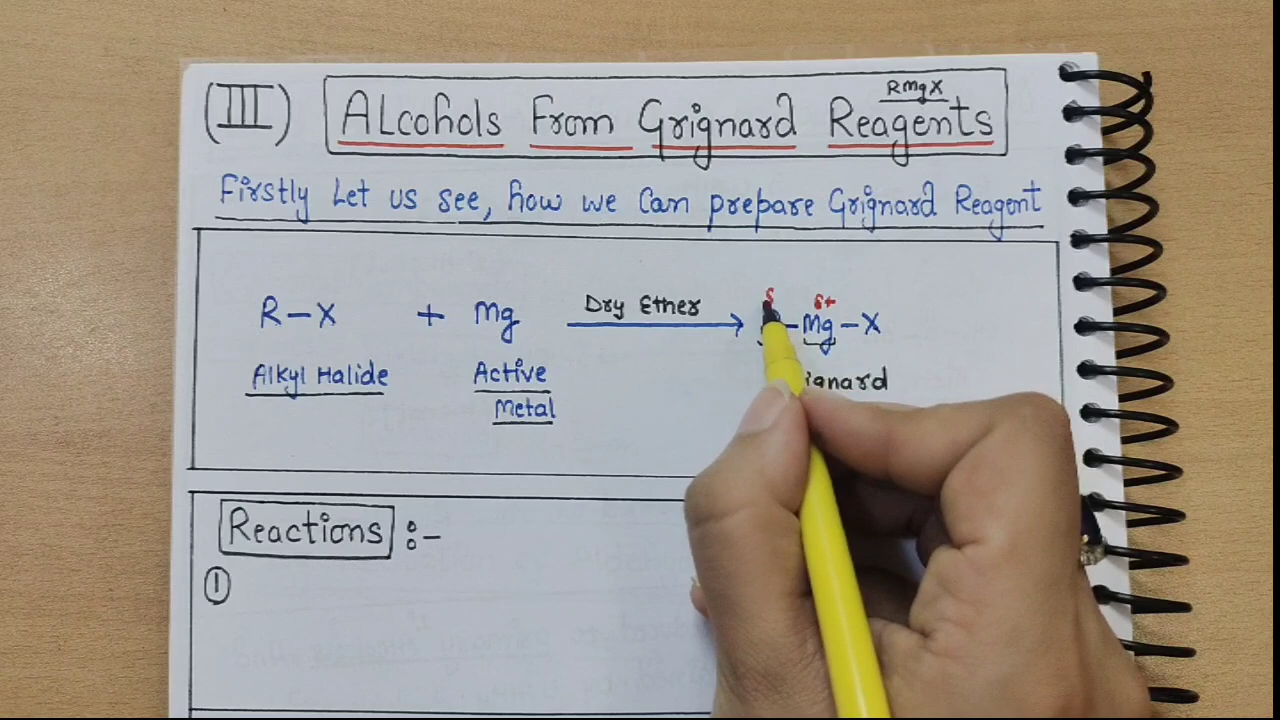 (III) Alcohols From Grignard Reagents
RMgX
Firstly Let us see, how we Can prepare Grignard Reagent
R-X + Mg Dry Ether → -Mg-X
δ δ+
Alkyl Halide Active
Metal
Reactions :-
1